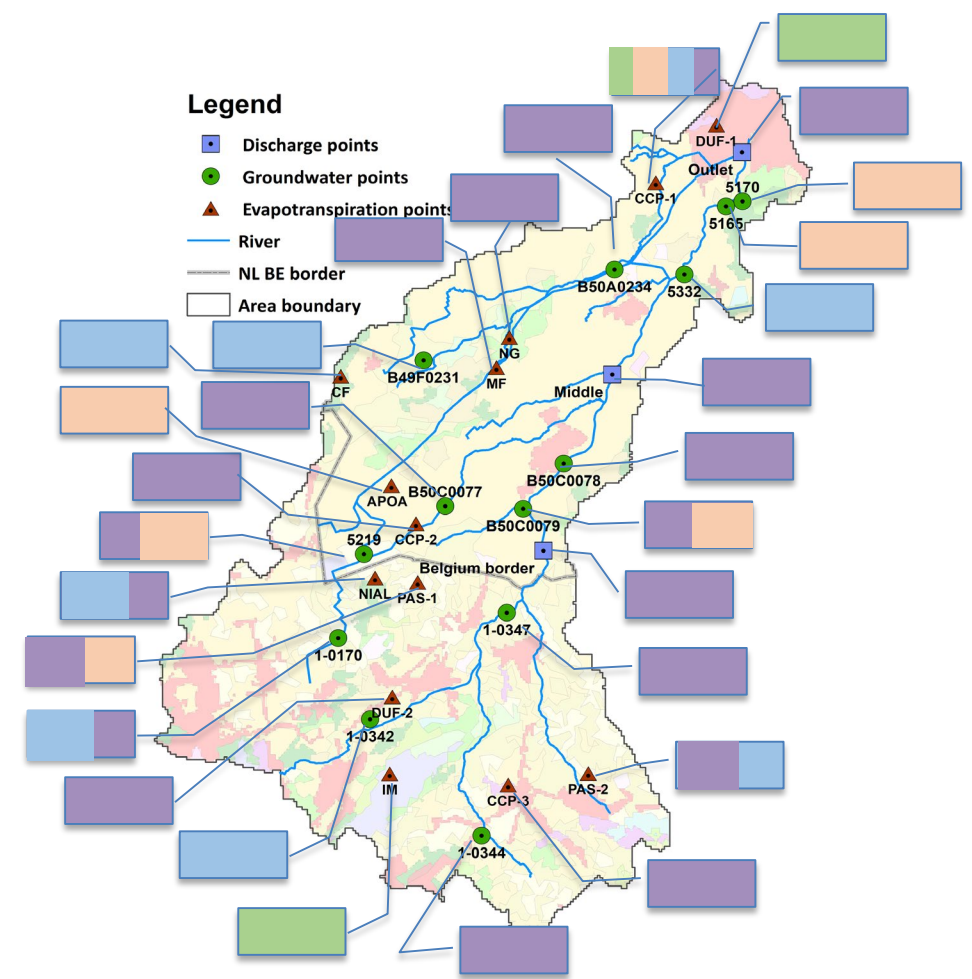 Legend
Discharge points
Groundwater points
Evapotranspiration points
River
NL BE border
Area boundary
DUF-1
Outlet
5170
CCP-1
5165
B50A0234
5332
NG
B49F0231
MF
CF
Middle
B50C0078
APOA
B50C0077
B50C0079
5219
CCP-2
Belgium border
NIAL
PAS-1
1-0347
1-0170
DUF-2
1-0342
IM
CCP-3
PAS-2
1-0344